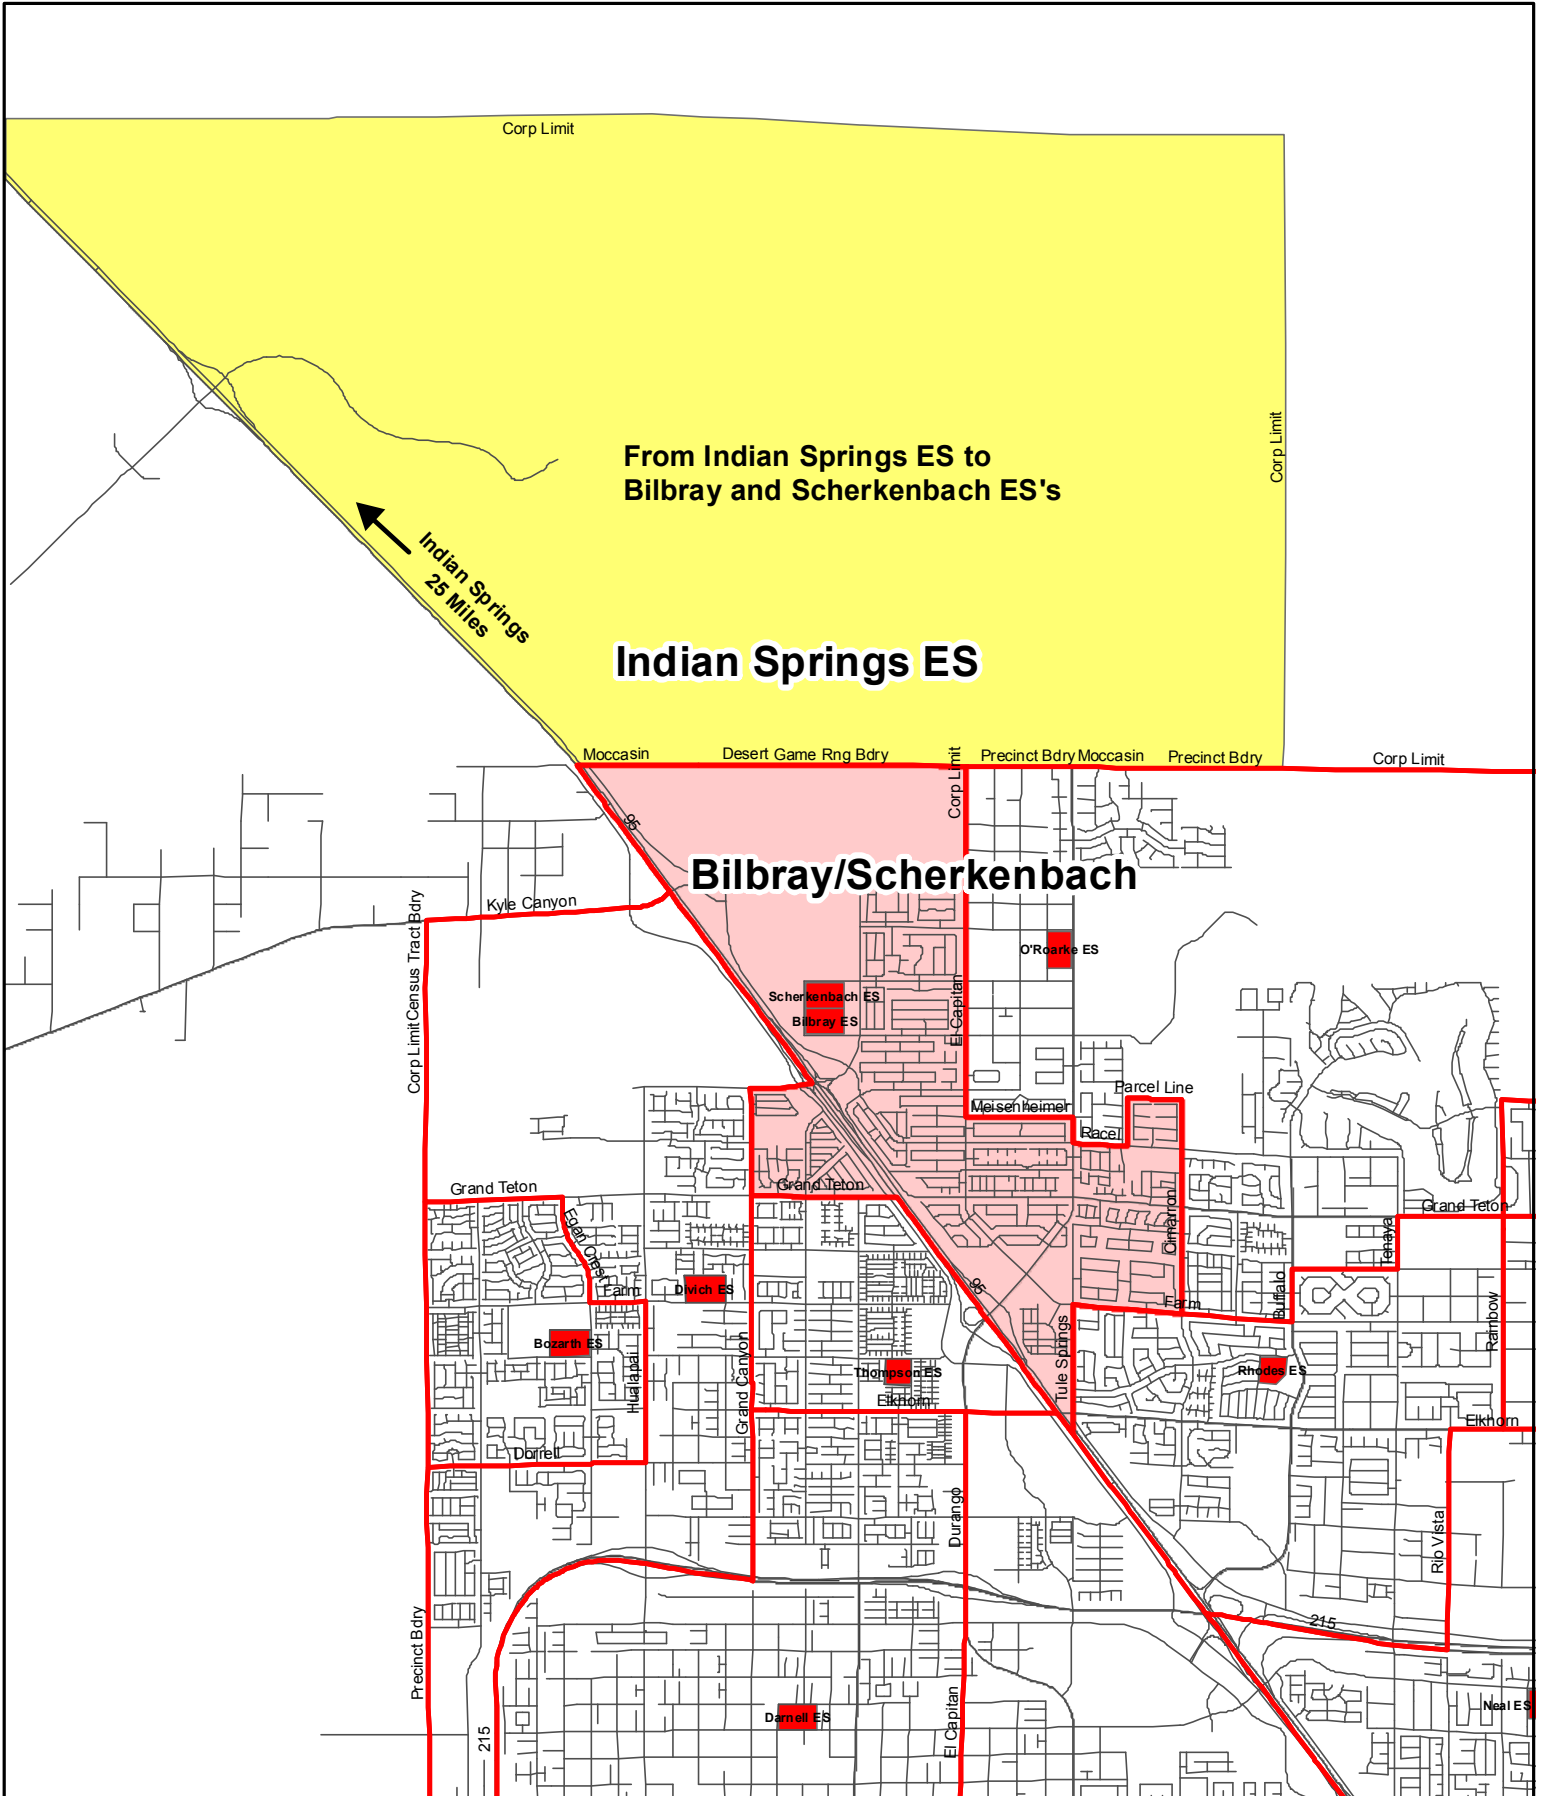 Corp Limit
Corp Limit
From Indian Springs ES to
Bilbray and Scherkenbach ES's
Indian Springs
25 Miles
Indian Springs ES
Moccasin
Desert Game Rng Bdry
Corp Limit
Precinct Bdry
Moccasin
Precinct Bdry
Corp Limit
95
Bilbray/Scherkenbach
Kyle Canyon
Census Tract Bdry
Corp Limit
O'Roarke ES
Scherkenbach ES
Bilbray ES
El Capitan
Parcel Line
Meisenheimer
Racel
Grand Teton
Grand Teton
Grand Teton
Egan Crest
Cimarron
Tenaya
Farm
Divich ES
95
Farm
Buffalo
Rainbow
Bozarth ES
Hualapai
Grand Canyon
Thompson ES
Tule Springs
Rhodes ES
Elkhorn
Elkhorn
Dorrell
Durango
Rio Vista
Precinct Bdry
215
215
Darnell ES
El Capitan
Neal ES